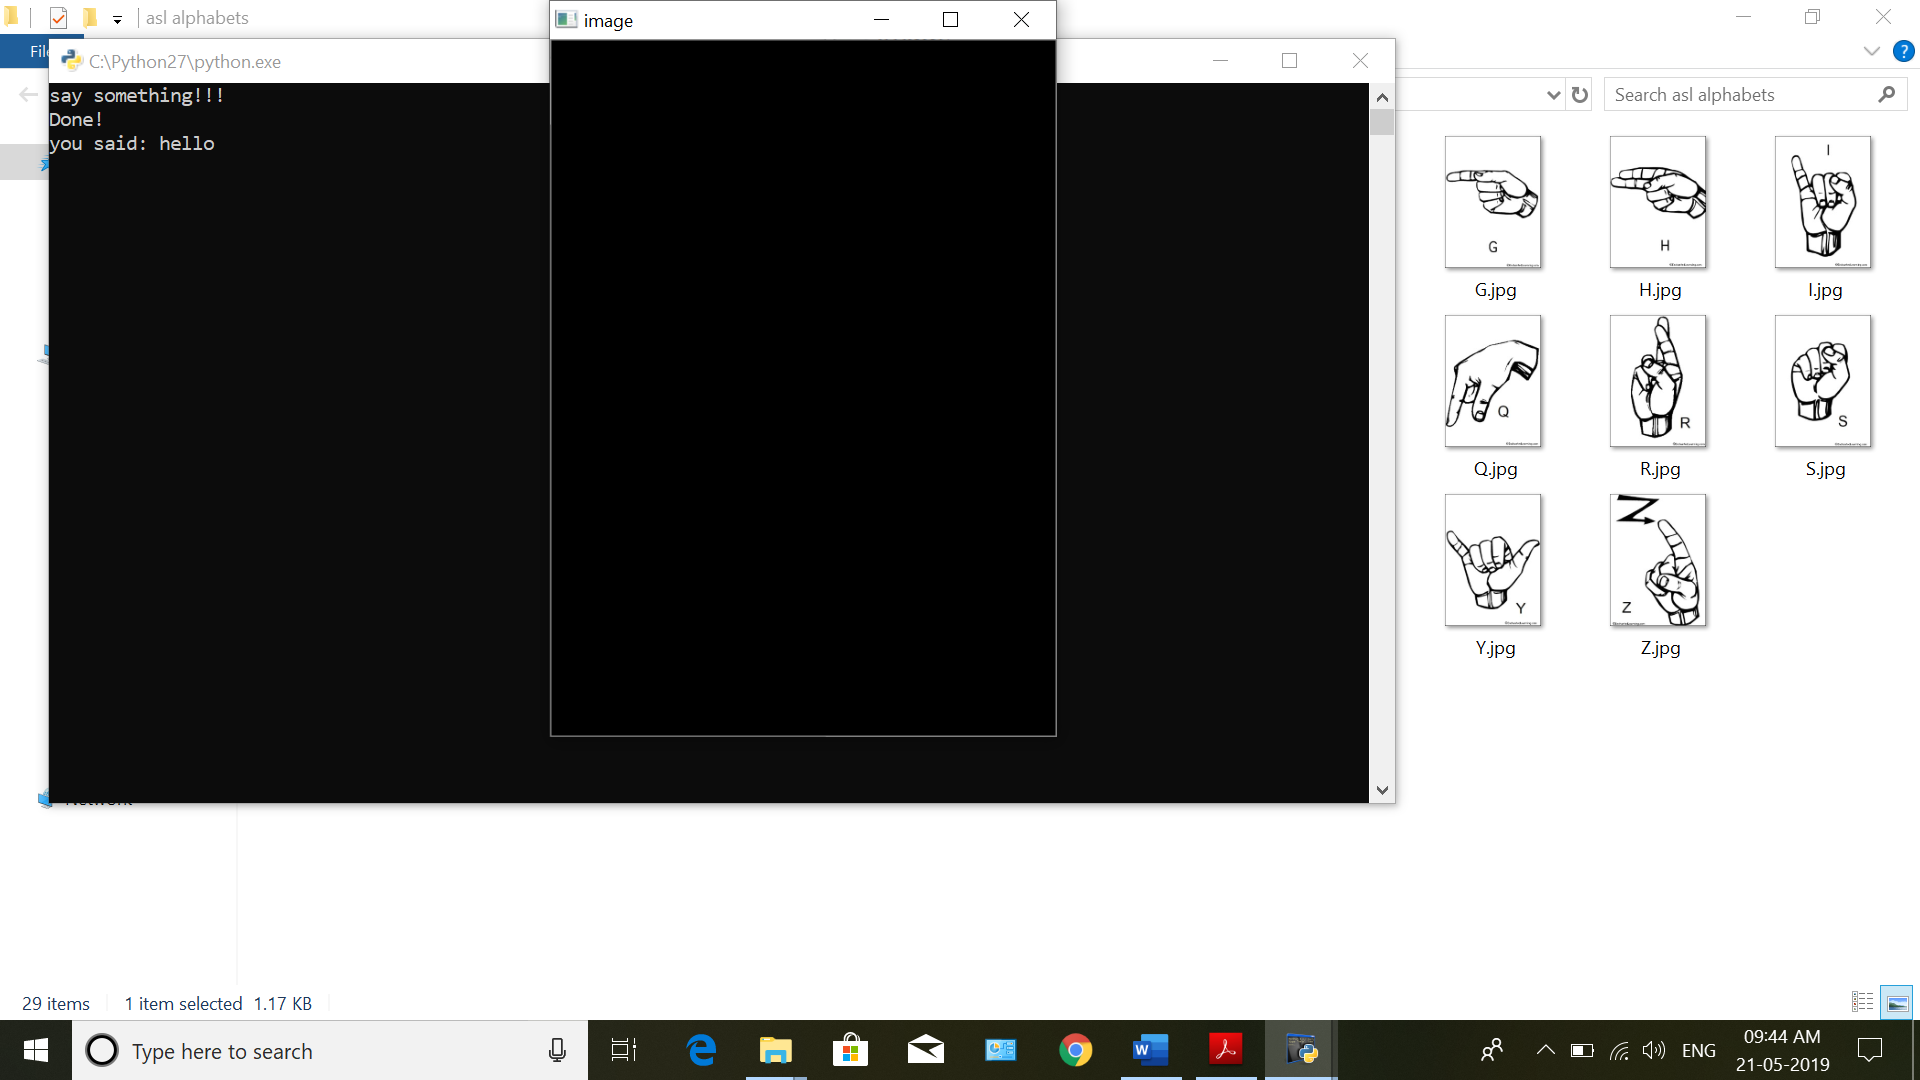 asl alphabets
image
File
C:\Python27\python.exe
say something!!!
Done!
you said: hello
Search asl alphabets
G
H
I
G.jpg
H.jpg
I.jpg
Q
R
S
Q.jpg
R.jpg
S.jpg
Y
Z
Z
Y.jpg
Z.jpg
Network
29 items
1 item selected 1.17 KB
Type here to search
ENG
09:44 AM
21-05-2019